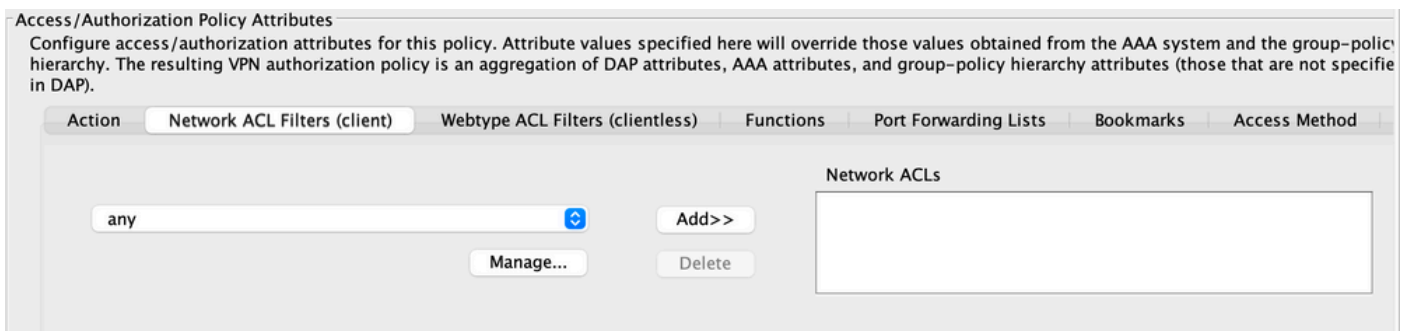 Access/Authorization Policy Attributes
Configure access/authorization attributes for this policy. Attribute values specified here will override those values obtained from the AAA system and the group-policy
hierarchy. The resulting VPN authorization policy is an aggregation of DAP attributes, AAA attributes, and group-policy hierarchy attributes (those that are not specifie
in DAP).
Action Network ACL Filters (client) Webtype ACL Filters (clientless) Functions Port Forwarding Lists Bookmarks Access Method
Network ACLs
any Add>>
Manage... Delete